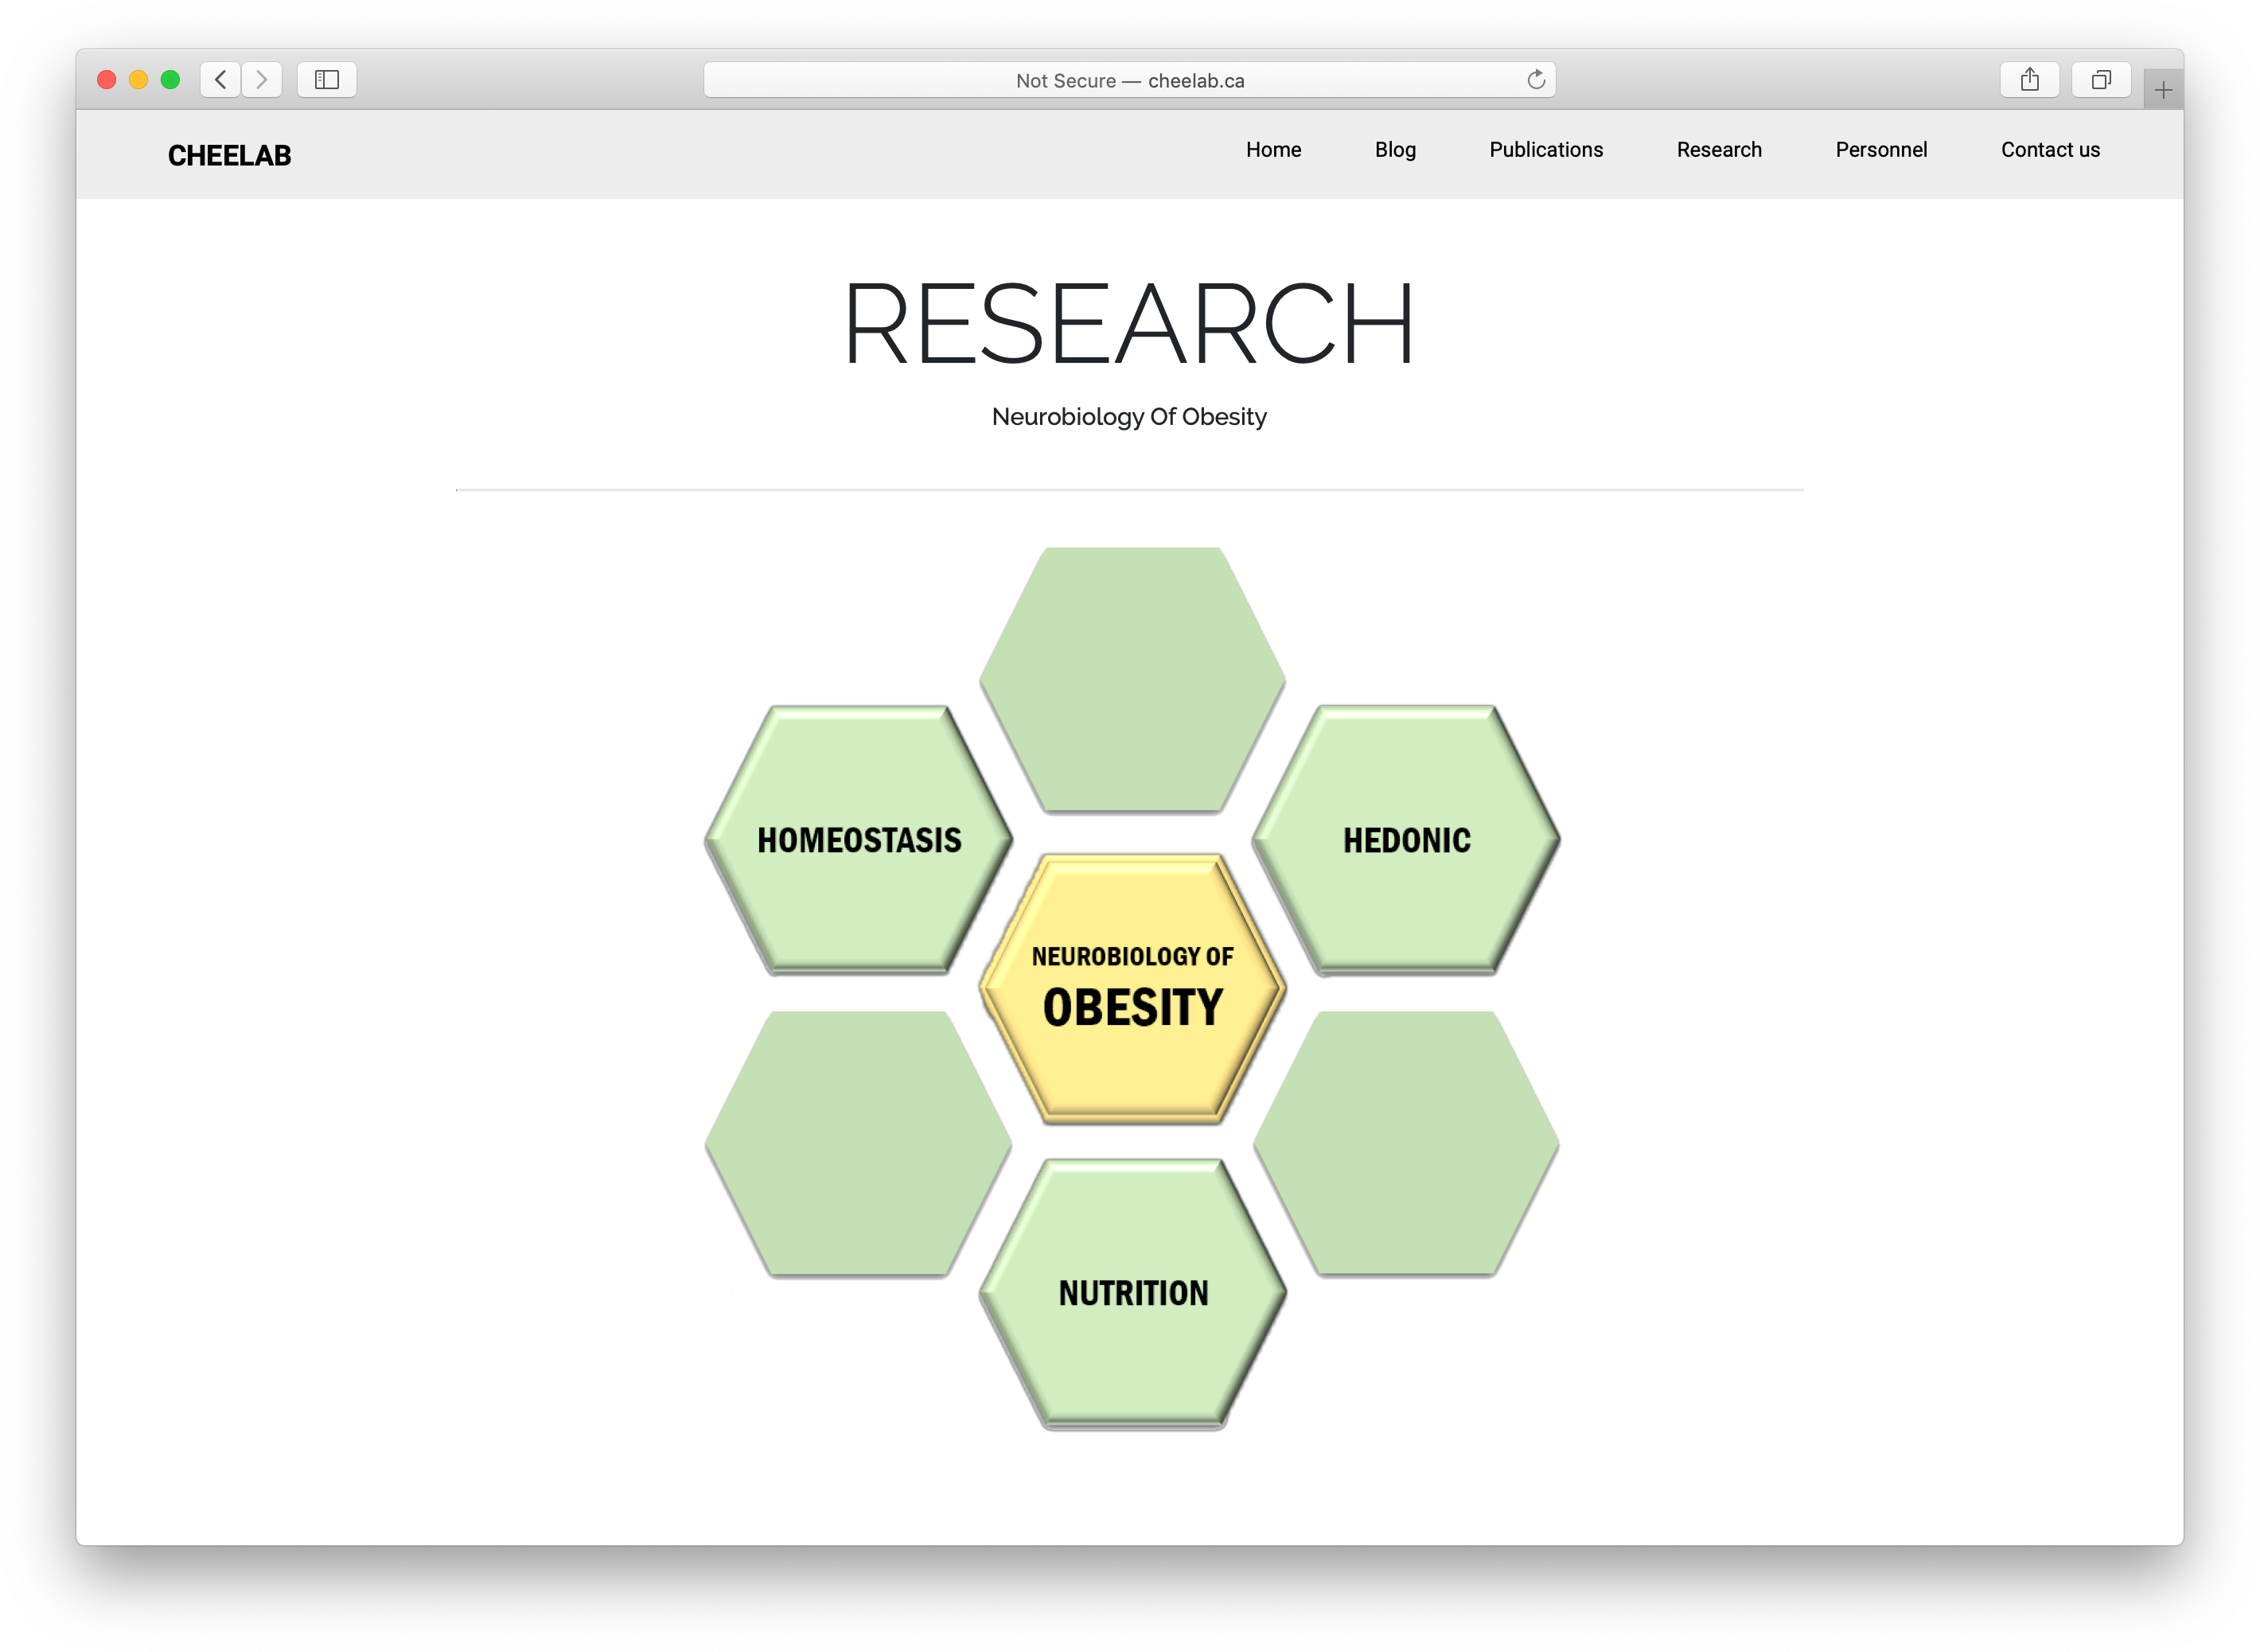 Not Secure — cheelab.ca
CHEELAB
Home Blog Publications Research Personnel Contact us
RESEARCH
Neurobiology Of Obesity
HOMEOSTASIS
HEDONIC
NEUROBIOLOGY OF
OBESITY
NUTRITION